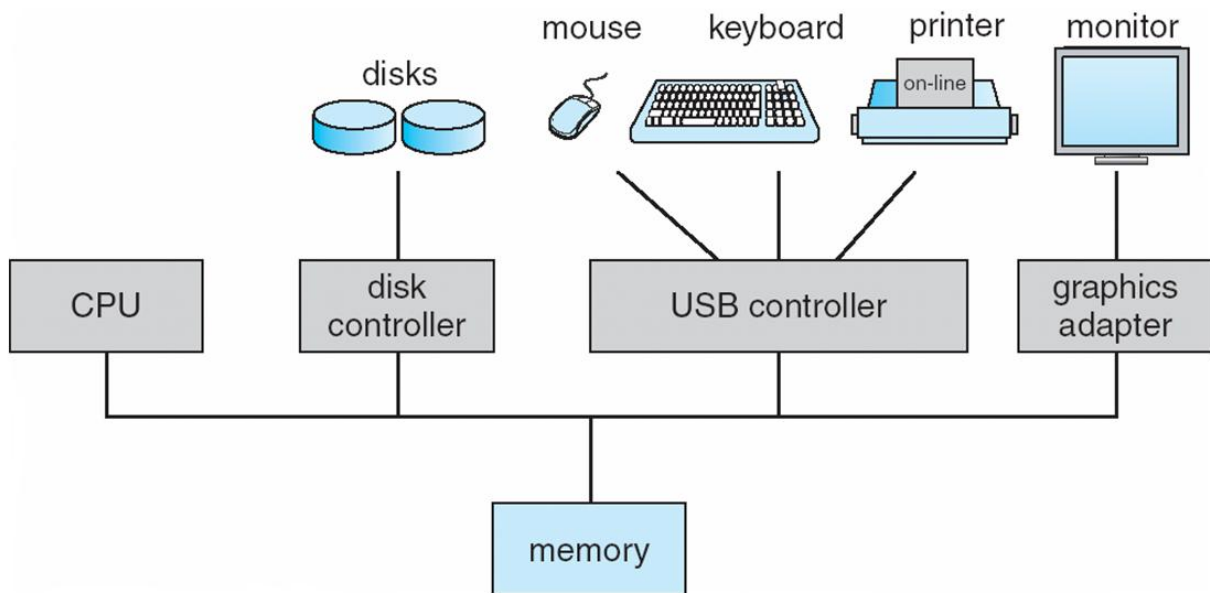 mouse
keyboard
printer
monitor
disks
on-line
CPU
disk
controller
USB controller
graphics
adapter
memory